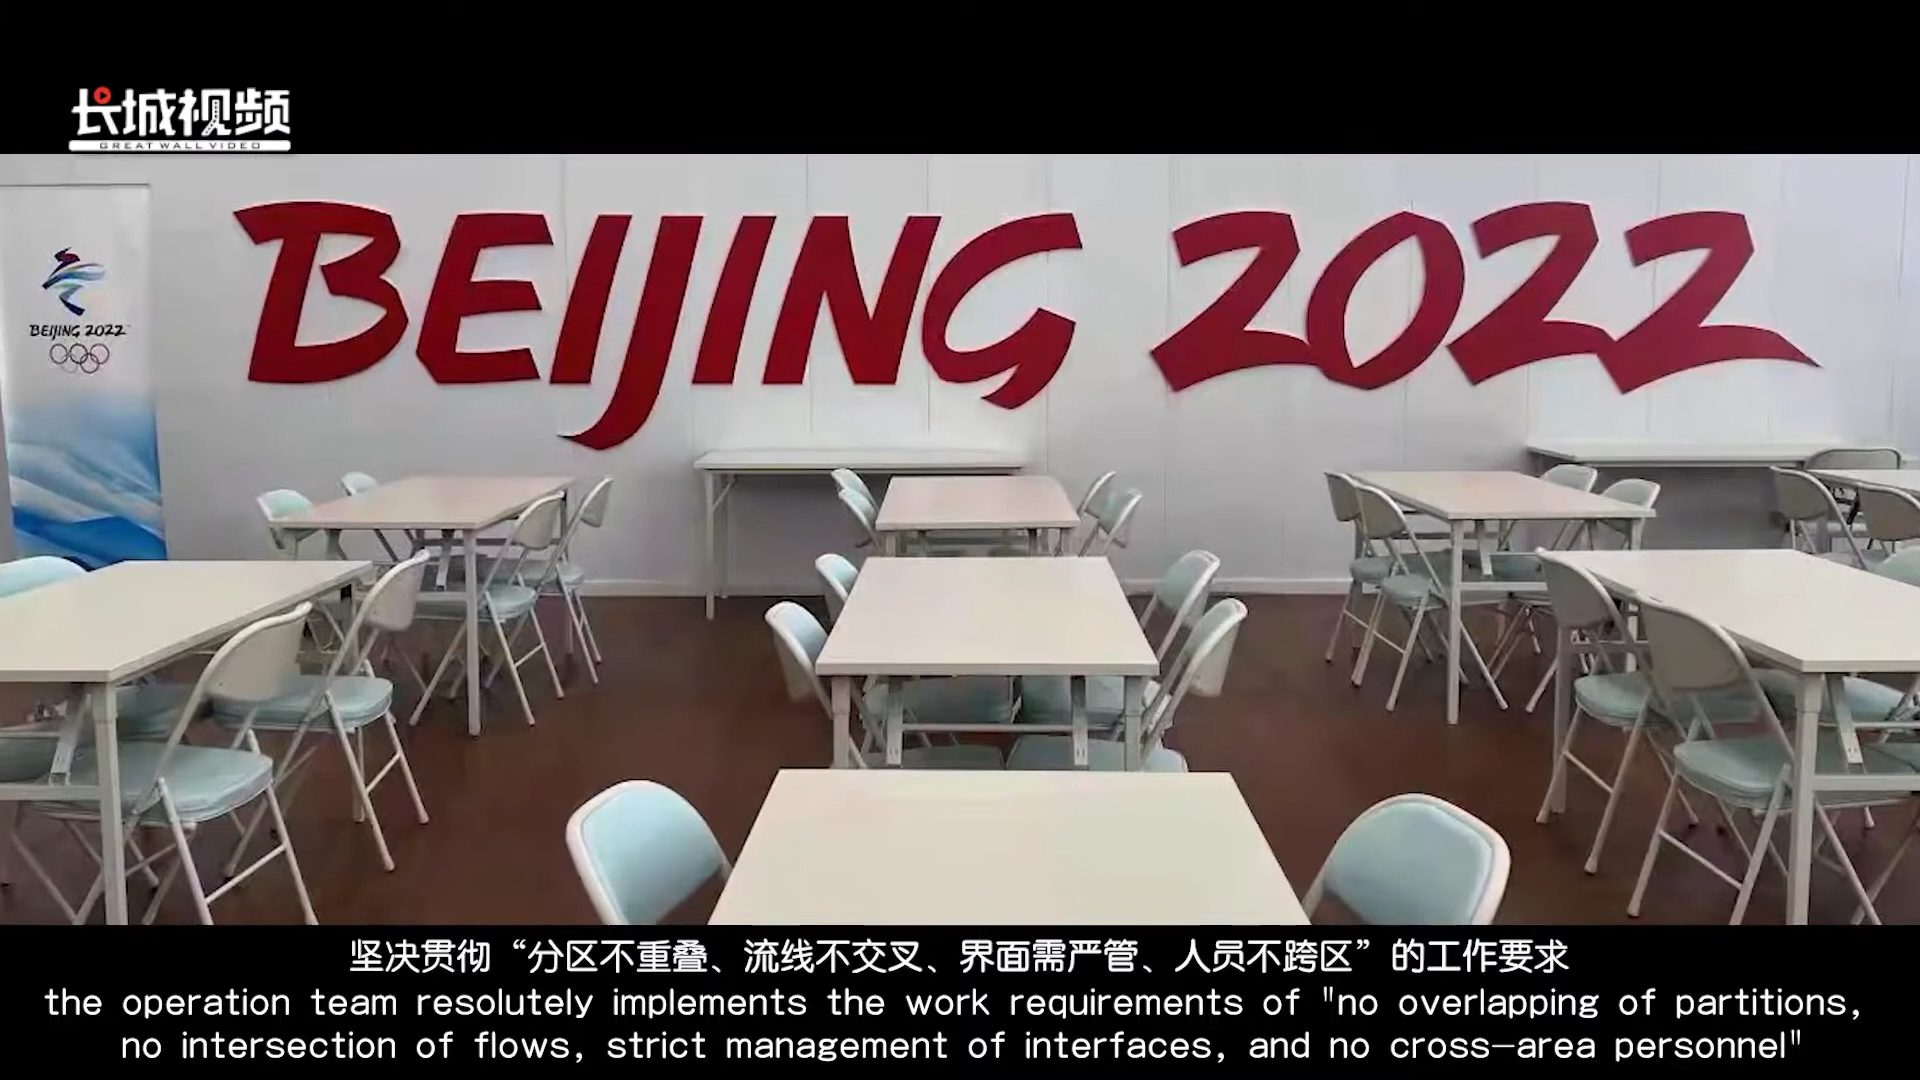 长城视频
GREAT WALL VIDEO
BEIJING 2022
BEIJING 2022
坚决贯彻“分区不重叠、流线不交叉、界面需严管、人员不跨区”的工作要求
the operation team resolutely implements the work requirements of "no overlapping of partitions,
no intersection of flows, strict management of interfaces, and no cross-area personnel"